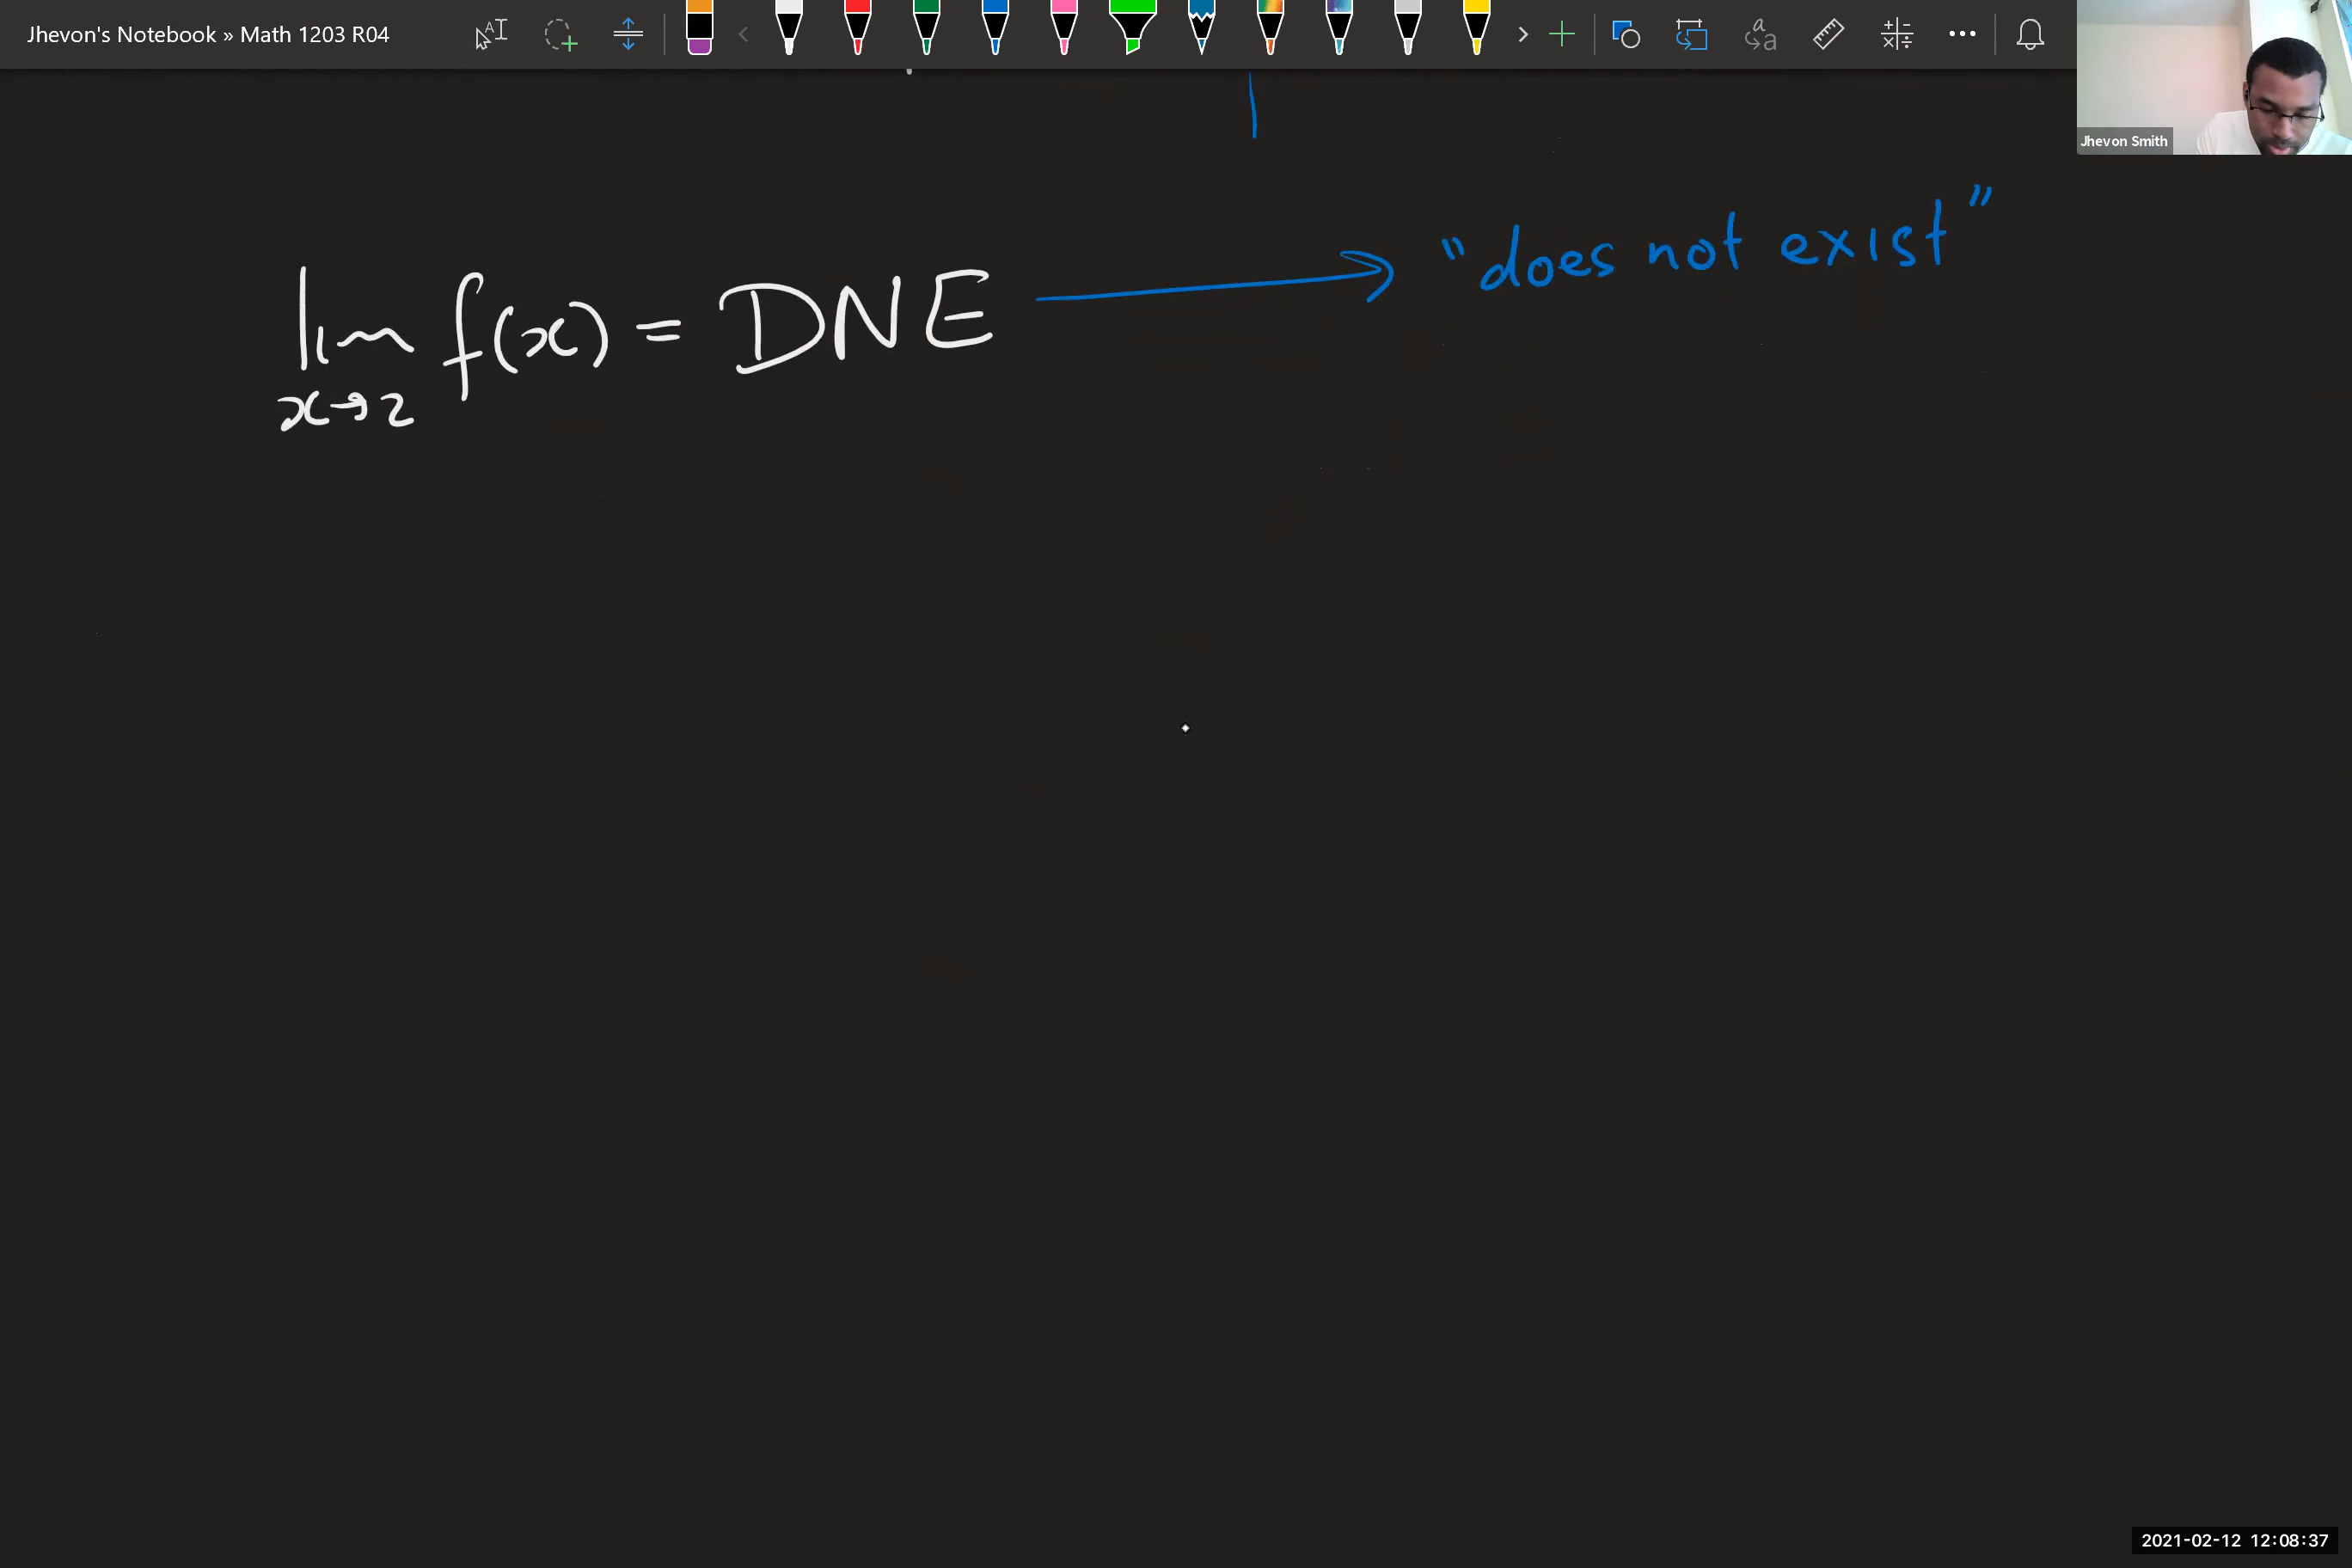 Jhevon's Notebook » Math 1203 R04
Jhevon Smith
lim f(x) = DNE → "does not exist"
x→2
2021-02-12 12:08:37